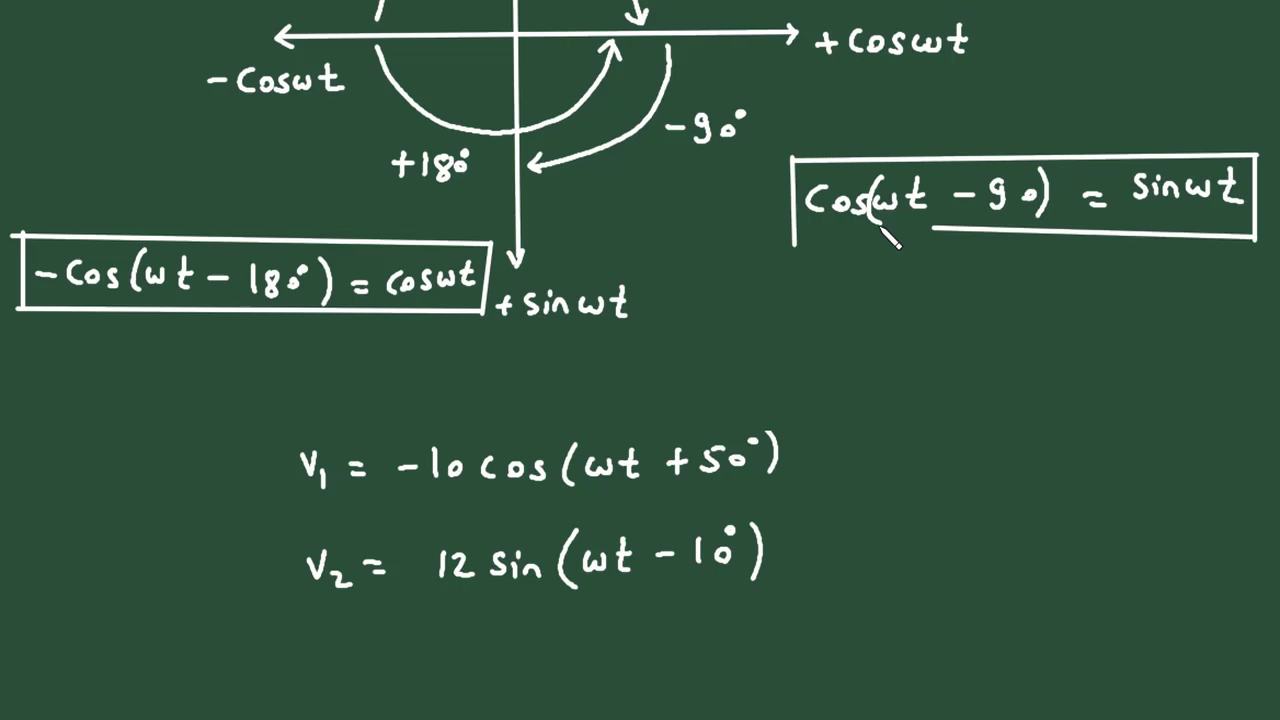 + cosωt
- cosωt
- 90°
+180°
cos(ωt - 90) = sinωt
-cos(ωt - 180°) = cosωt
+ sinωt
V₁ = -10 cos(ωt + 50°)
V₂ = 12 sin(ωt - 10°)